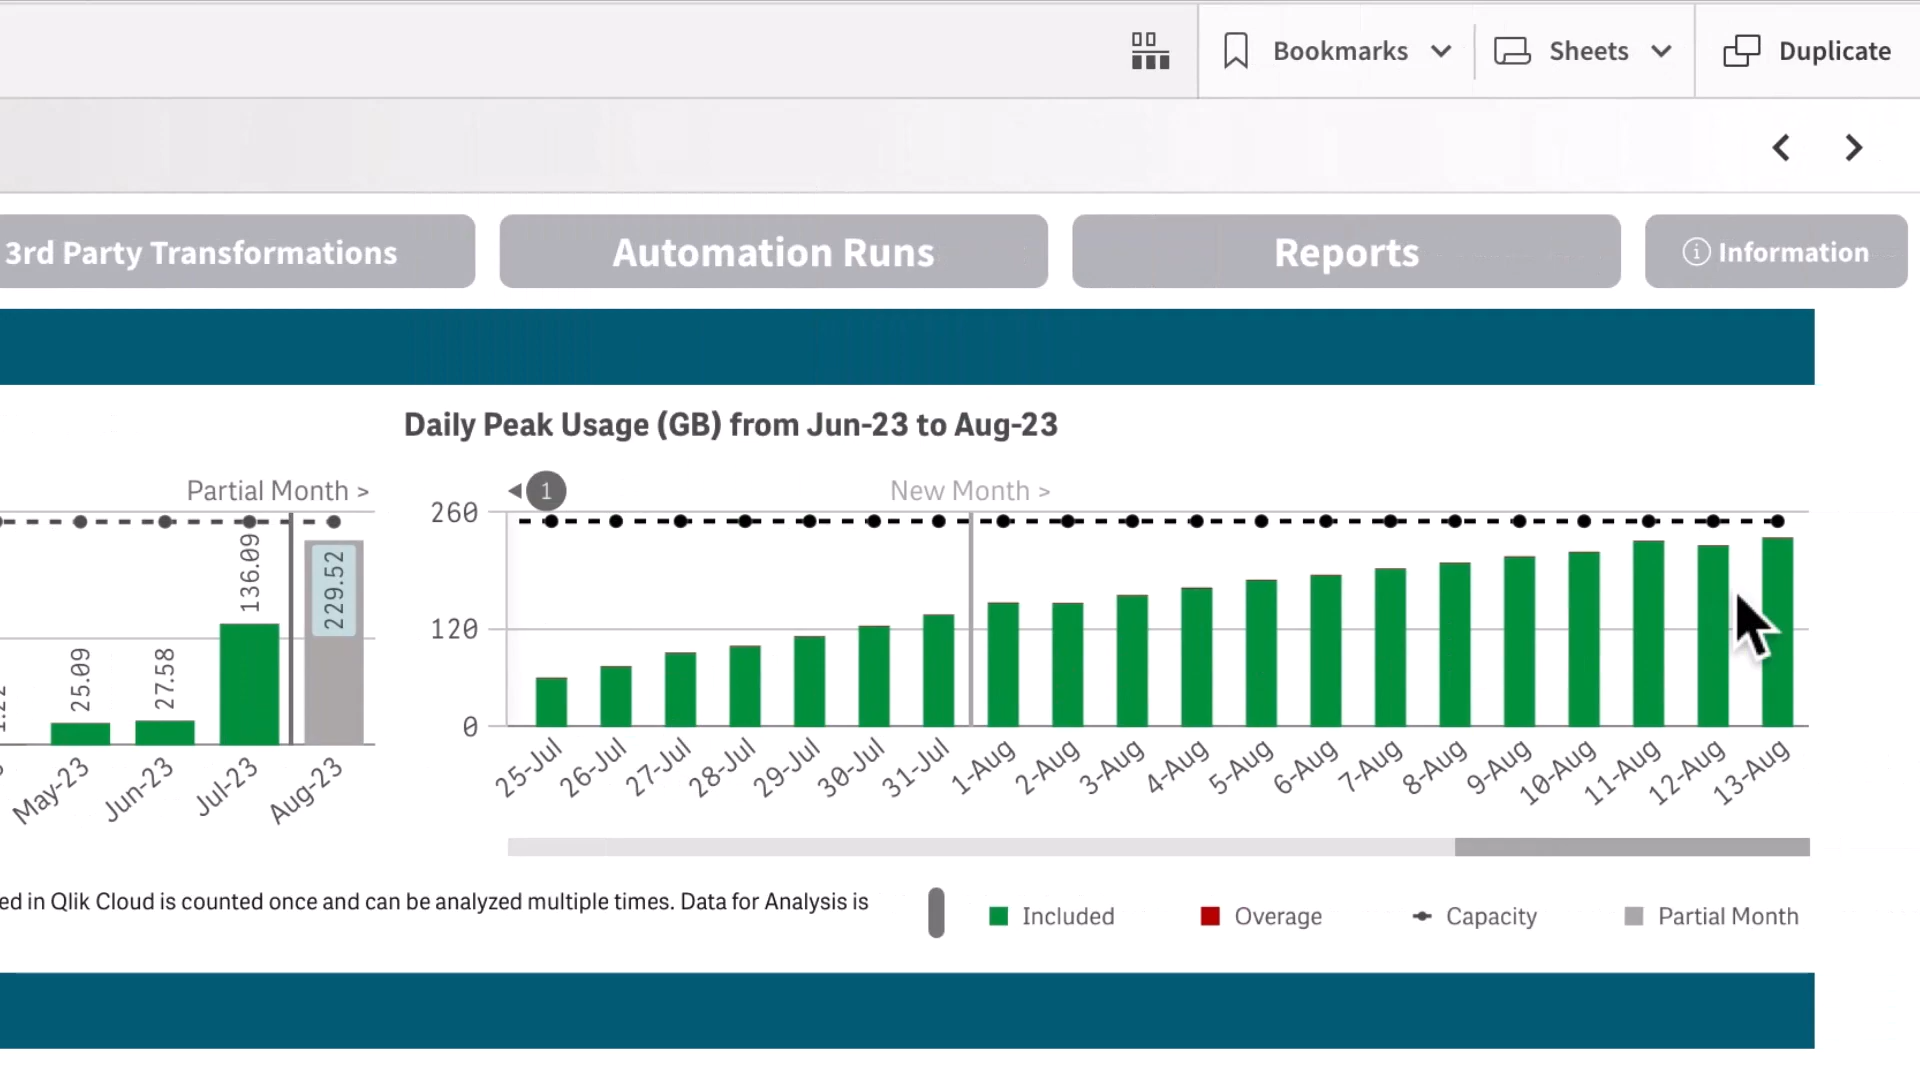 Bookmarks
Sheets
Duplicate
3rd Party Transformations
Automation Runs
Reports
Information
Daily Peak Usage (GB) from Jun-23 to Aug-23
Partial Month >
1
New Month >
260
120
0
25.09
27.58
136.09
229.52
May-23
Jun-23
Jul-23
Aug-23
25-Jul
26-Jul
27-Jul
28-Jul
29-Jul
30-Jul
31-Jul
1-Aug
2-Aug
3-Aug
4-Aug
5-Aug
6-Aug
7-Aug
8-Aug
9-Aug
10-Aug
11-Aug
12-Aug
13-Aug
ed in Qlik Cloud is counted once and can be analyzed multiple times. Data for Analysis is
Included
Overage
Capacity
Partial Month